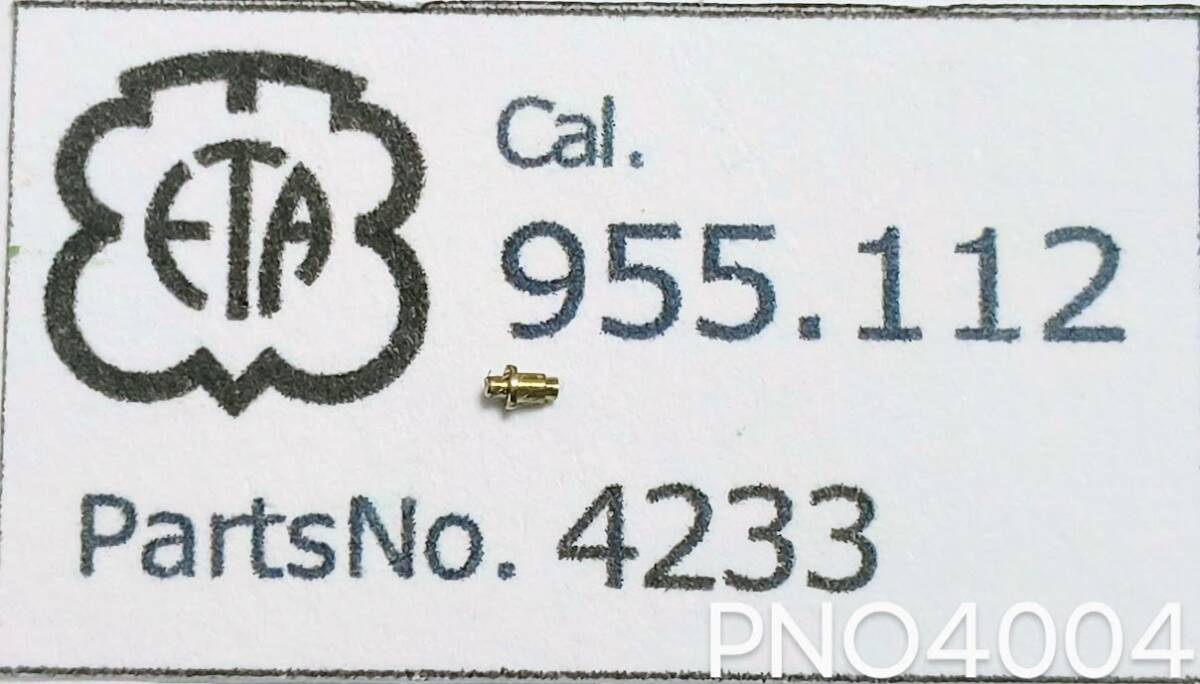 ETA
Cal.
955.112
PartsNo. 4233
PNO4004